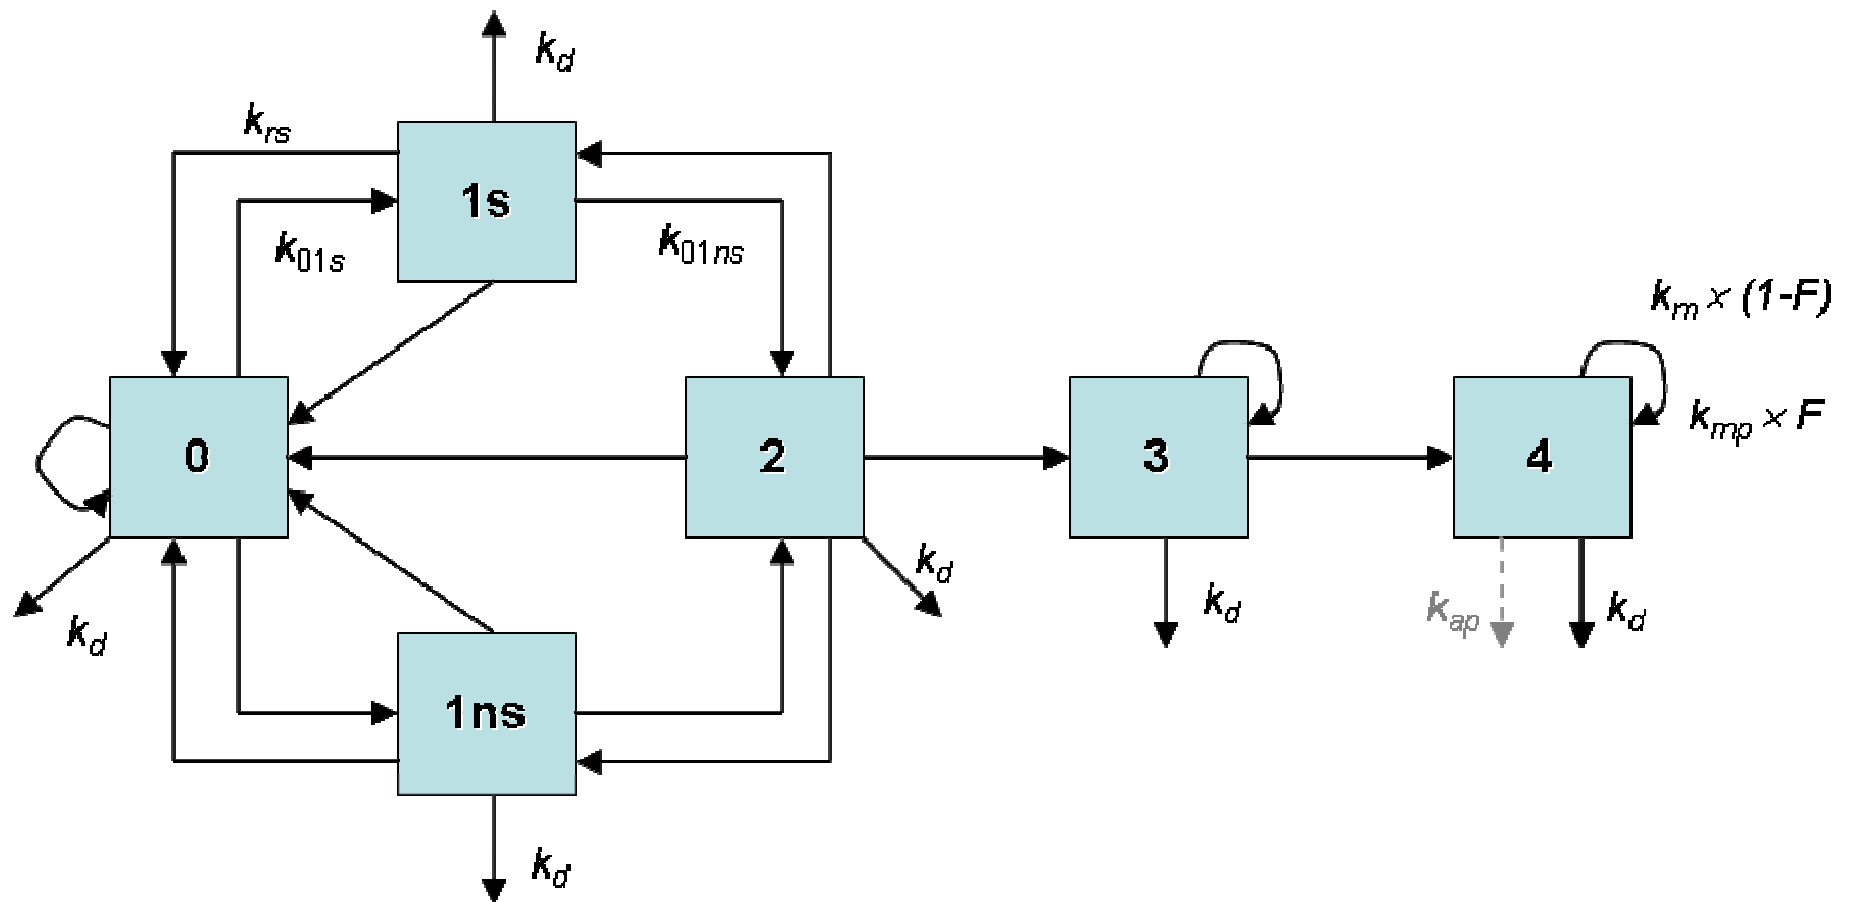 k_d
k_rs
1s
k_01s
k_01ns
k_m × (1-F)
k_mp × F
0
2
3
4
k_d
k_d
k_d
k_ap
k_d
1ns
k_d